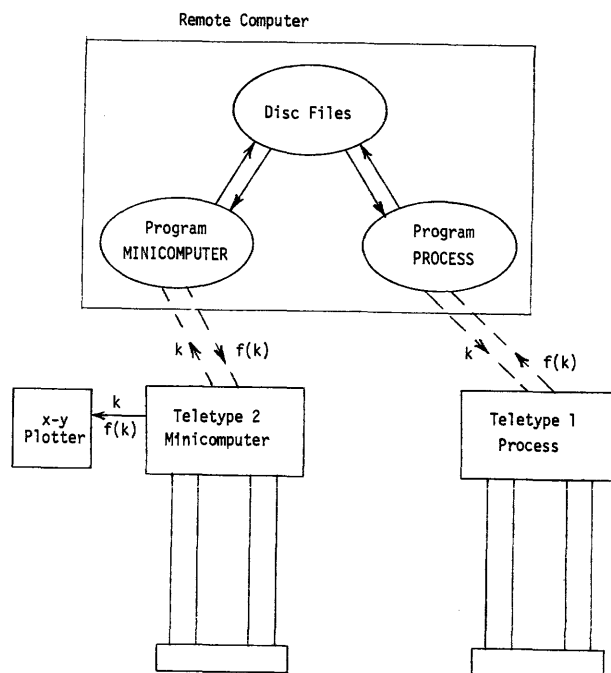 Remote Computer
Disc Files
Program
MINICOMPUTER
Program
PROCESS
k
f(k)
k
f(k)
x-y
Plotter
k
f(k)
Teletype 2
Minicomputer
Teletype 1
Process